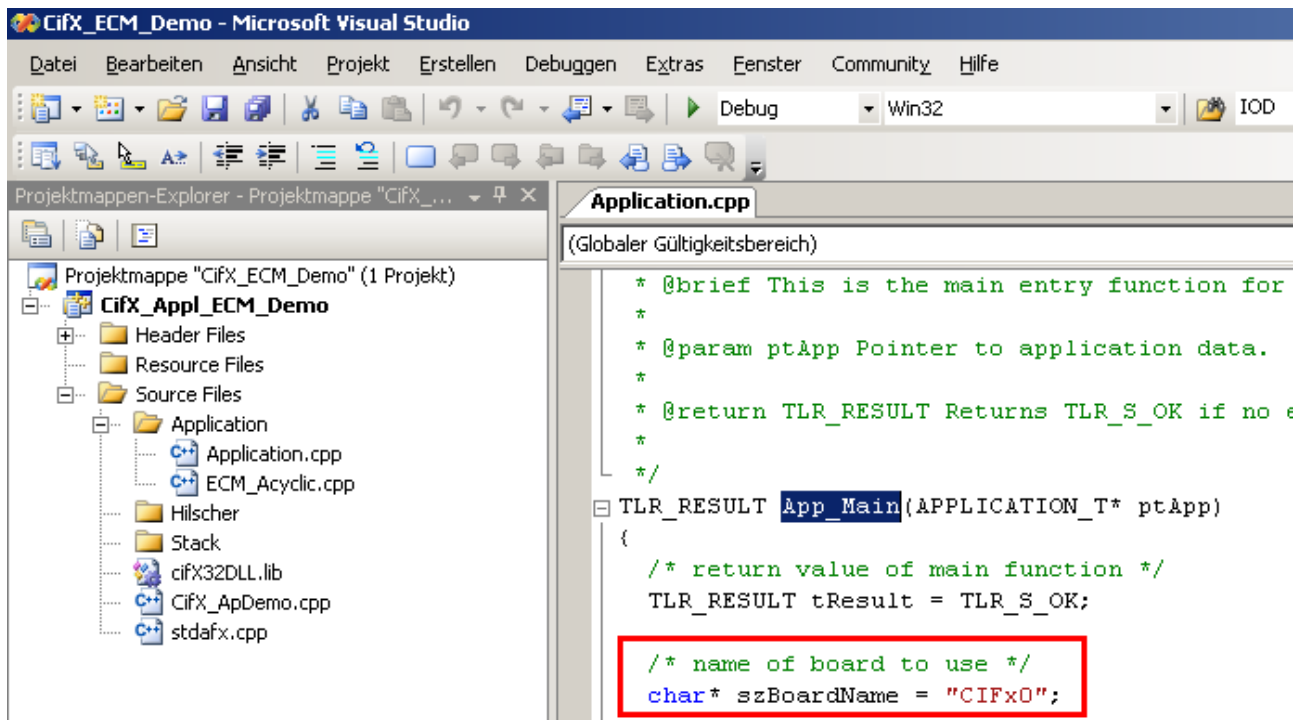 CifX_ECM_Demo - Microsoft Visual Studio
Datei Bearbeiten Ansicht Projekt Erstellen Debuggen Extras Fenster Community Hilfe
Debug Win32 IOD
Projektmappen-Explorer - Projektmappe "CifX_...
Application.cpp
(Globaler Gültigkeitsbereich)
Projektmappe "CifX_ECM_Demo" (1 Projekt)
CifX_Appl_ECM_Demo
Header Files
Resource Files
Source Files
Application
Application.cpp
ECM_Acyclic.cpp
Hilscher
Stack
cifX32DLL.lib
CifX_ApDemo.cpp
stdafx.cpp
* @brief This is the main entry function for
*
* @param ptApp Pointer to application data.
*
* @return TLR_RESULT Returns TLR_S_OK if no
*
*/
TLR_RESULT App_Main(APPLICATION_T* ptApp)
{
/* return value of main function */
TLR_RESULT tResult = TLR_S_OK;
/* name of board to use */
char* szBoardName = "CIFx0";